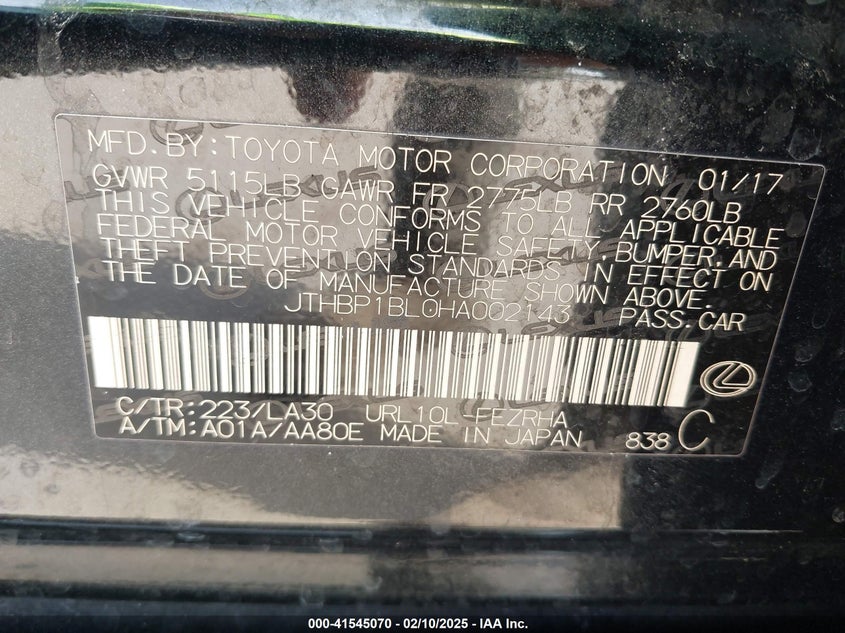 MFD.BY:TOYOTA MOTOR CORPORATION 01/17
GVWR 5115LB GAWR FR 2775LB RR 2760LB
THIS VEHICLE CONFORMS TO ALL APPLICABLE
FEDERAL MOTOR VEHICLE SAFETY,BUMPER,AND
THEFT PREVENTION STANDARDS IN EFFECT ON
THE DATE OF MANUFACTURE SHOWN ABOVE.
JTHBP1BL0HA002143 PASS.CAR
C/TR:223/LA30 URL10L-FEZRHA
A/TM:A01A/AA80E MADE IN JAPAN 838 C
000-41545070 — 02/10/2025 — IAA Inc.